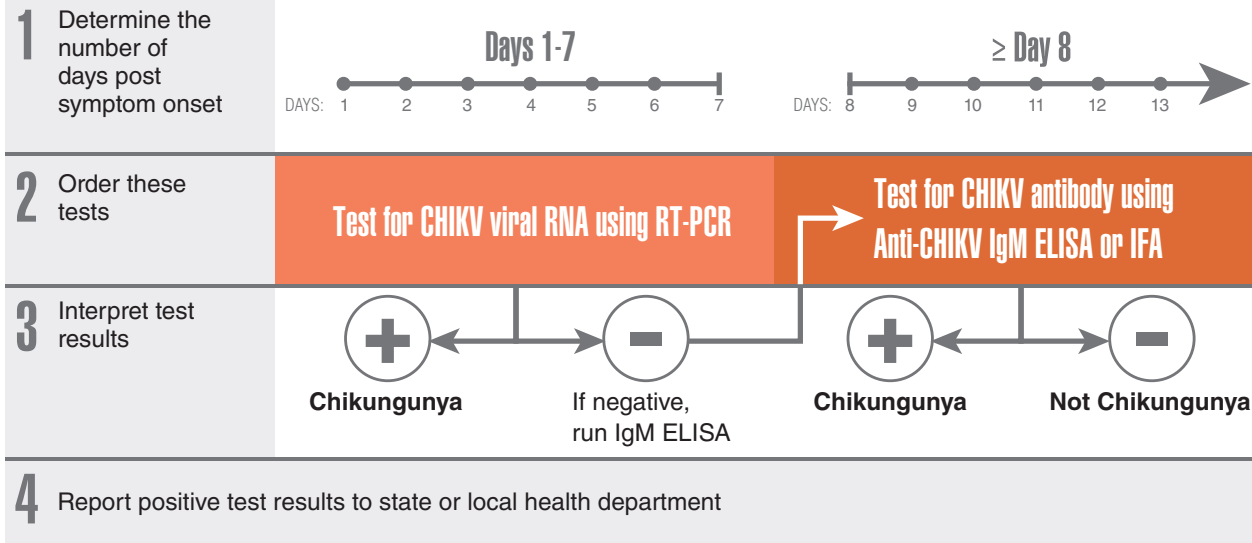 1
Determine the
number of
days post
symptom onset
Days 1-7
DAYS: 1 2 3 4 5 6 7
≥ Day 8
DAYS: 8 9 10 11 12 13
2
Order these
tests
Test for CHIKV viral RNA using RT-PCR
Test for CHIKV antibody using
Anti-CHIKV IgM ELISA or IFA
3
Interpret test
results
+
Chikungunya
-
If negative,
run IgM ELISA
+
Chikungunya
-
Not Chikungunya
4
Report positive test results to state or local health department